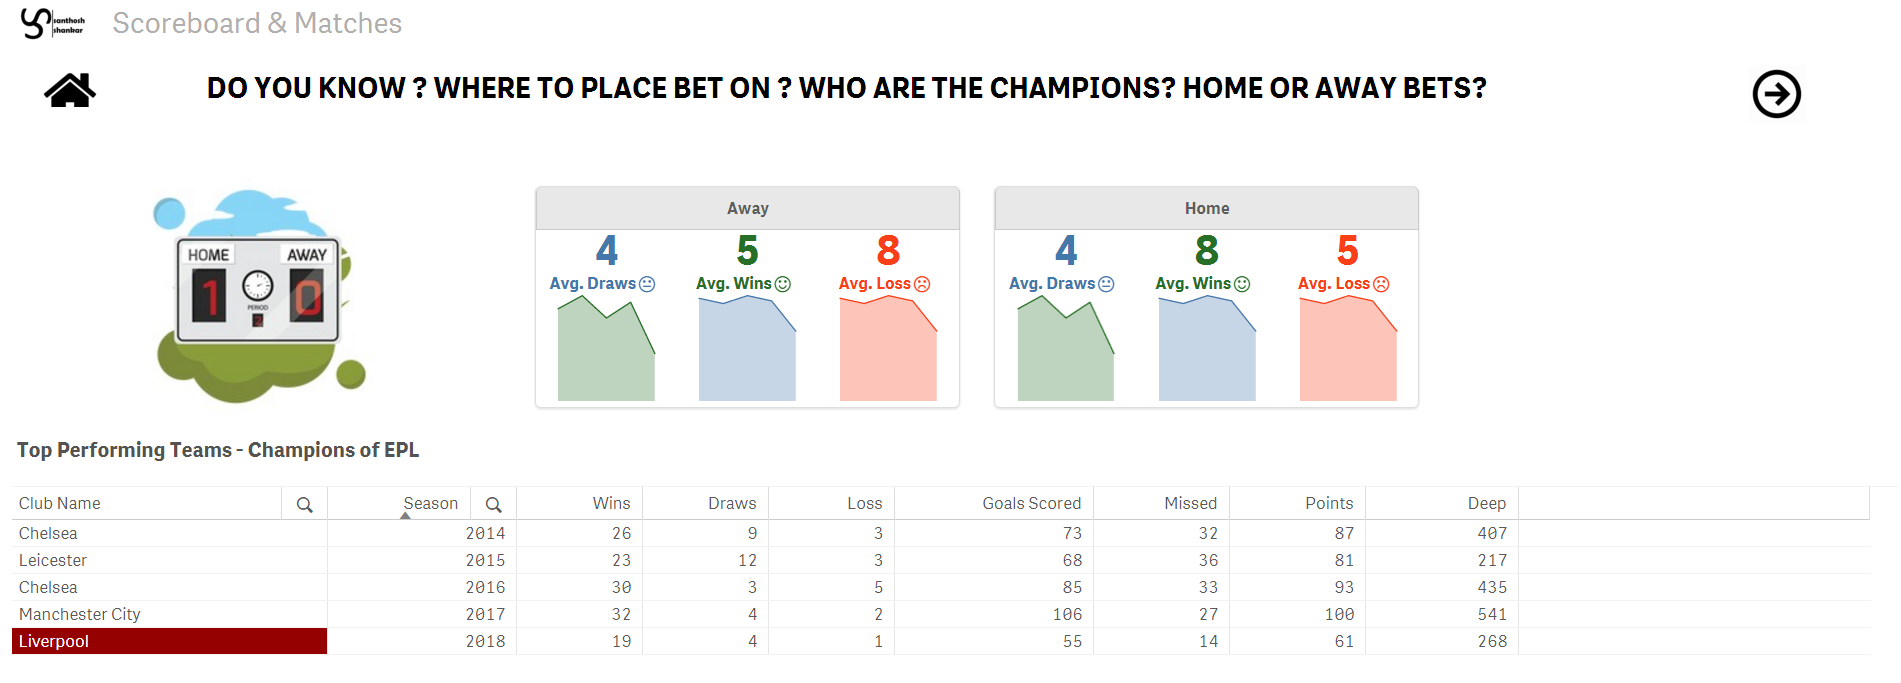 santhosh
shankar
Scoreboard & Matches
DO YOU KNOW ? WHERE TO PLACE BET ON ? WHO ARE THE CHAMPIONS? HOME OR AWAY BETS?
HOME AWAY
1 0
PERIOD
2
Away
4 5 8
Avg. Draws Avg. Wins Avg. Loss
Home
4 8 5
Avg. Draws Avg. Wins Avg. Loss
Top Performing Teams - Champions of EPL
Club Name Season Wins Draws Loss Goals Scored Missed Points Deep
Chelsea 2014 26 9 3 73 32 87 407
Leicester 2015 23 12 3 68 36 81 217
Chelsea 2016 30 3 5 85 33 93 435
Manchester City 2017 32 4 2 106 27 100 541
Liverpool 2018 19 4 1 55 14 61 268